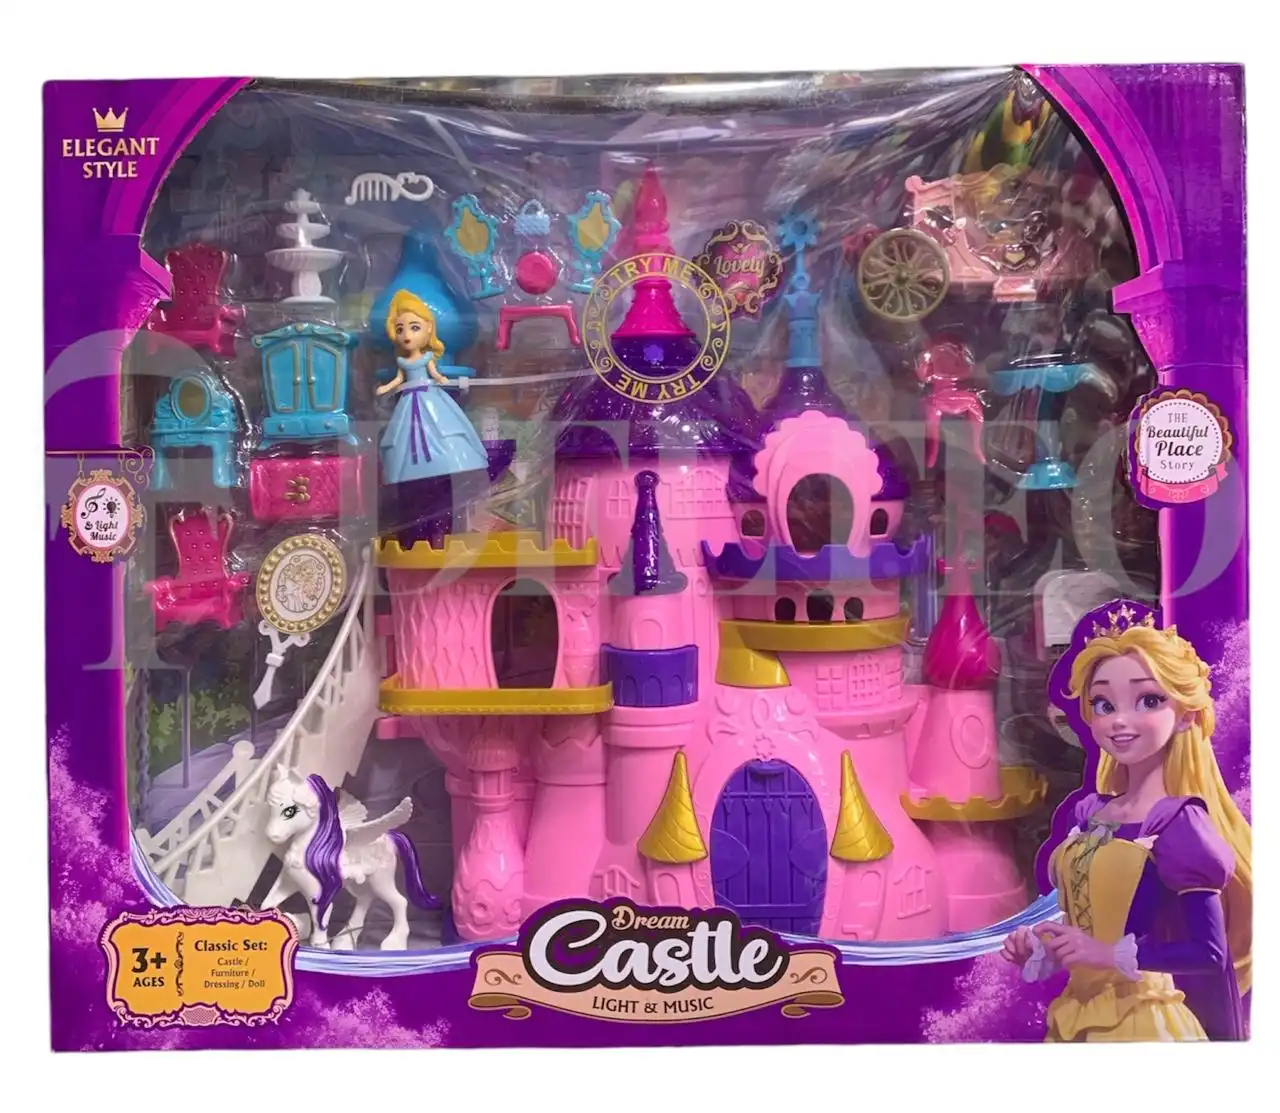 ELEGANT
STYLE
TRY ME
TRY ME
Lovely
THE
Beautiful
Place
Story
& Light
Music
3+
AGES
Classic Set:
Castle /
Furniture /
Dressing / Doll
Dream
Castle
LIGHT & MUSIC